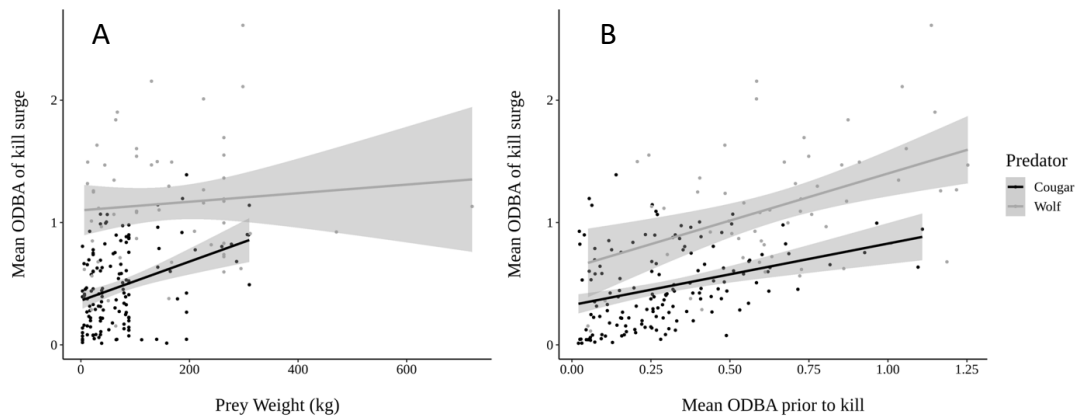 A
B
Mean ODBA of kill surge
2
1
0
0
200
400
600
Prey Weight (kg)
Mean ODBA of kill surge
2
1
0
0.00
0.25
0.50
0.75
1.00
1.25
Mean ODBA prior to kill
Predator
Cougar
Wolf